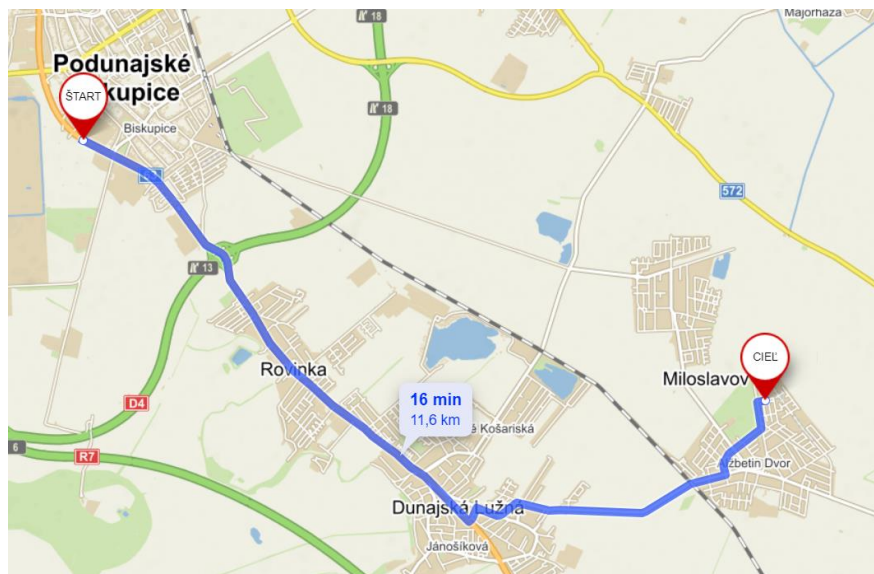 18
Majorháza
Podunajské
ŠTART
kupice
18
Biskupice
572
13
Rovinka
CIEĽ
Miloslavov
16 min
11,6 km
D4
é Košariská
6
R7
Alžbetin Dvor
Dunajská Lužná
Jánošíková